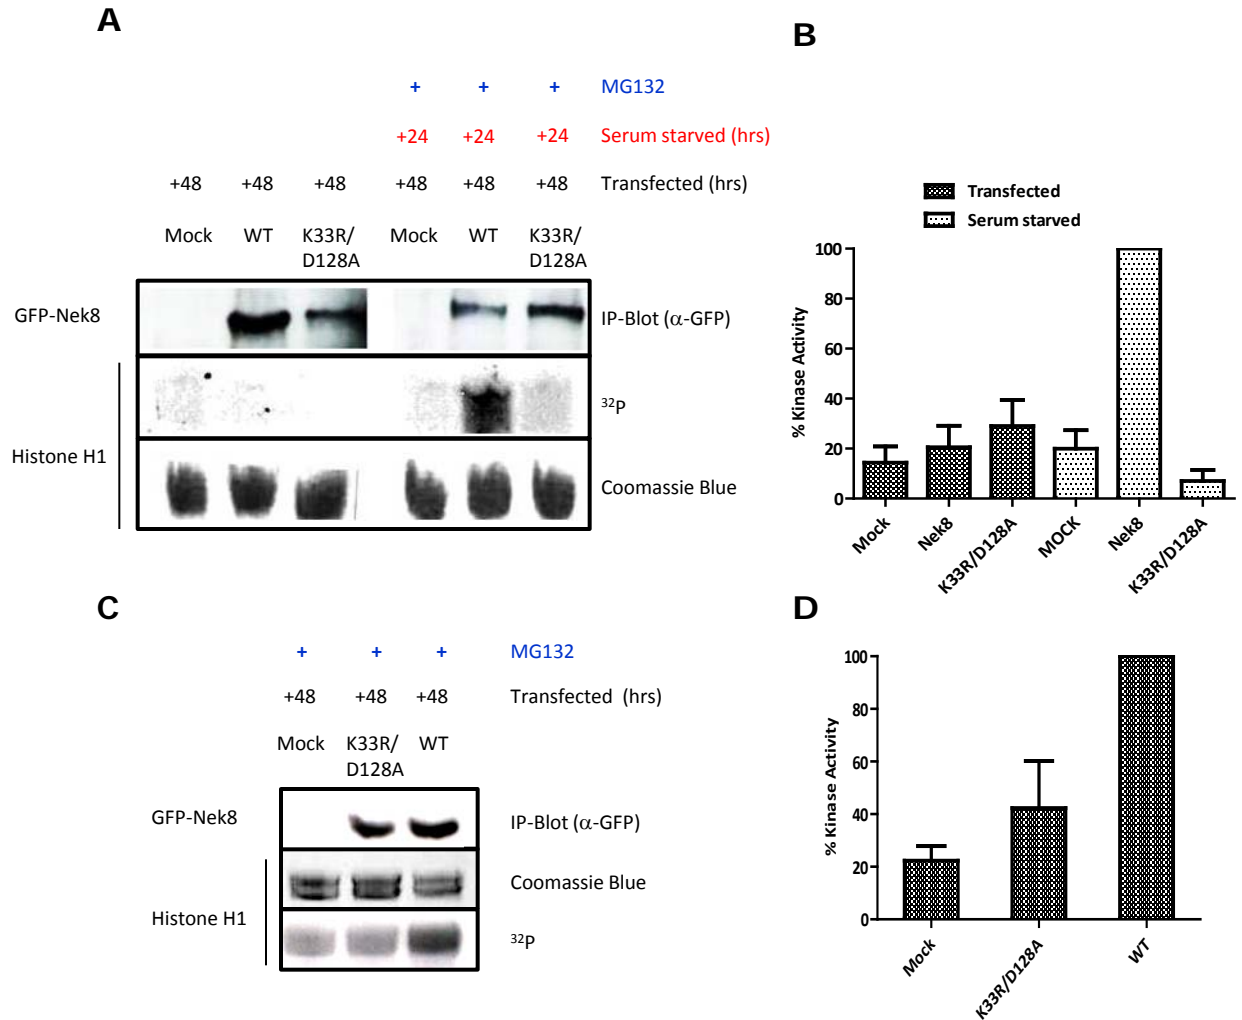 A
+ + + MG132
+24 +24 +24 Serum starved (hrs)
+48 +48 +48 +48 +48 +48 Transfected (hrs)
Mock WT K33R/ Mock WT K33R/
D128A D128A
GFP-Nek8 IP-Blot (α-GFP)
32P
Histone H1
Coomassie Blue
B
Transfected
Serum starved
% Kinase Activity
100
80
60
40
20
0
Mock Nek8 K33R/D128A MOCK Nek8 K33R/D128A
C
+ + + MG132
+48 +48 +48 Transfected (hrs)
Mock K33R/ WT
D128A
GFP-Nek8 IP-Blot (α-GFP)
Coomassie Blue
Histone H1
32P
D
% Kinase Activity
100
80
60
40
20
0
Mock K33R/D128A WT